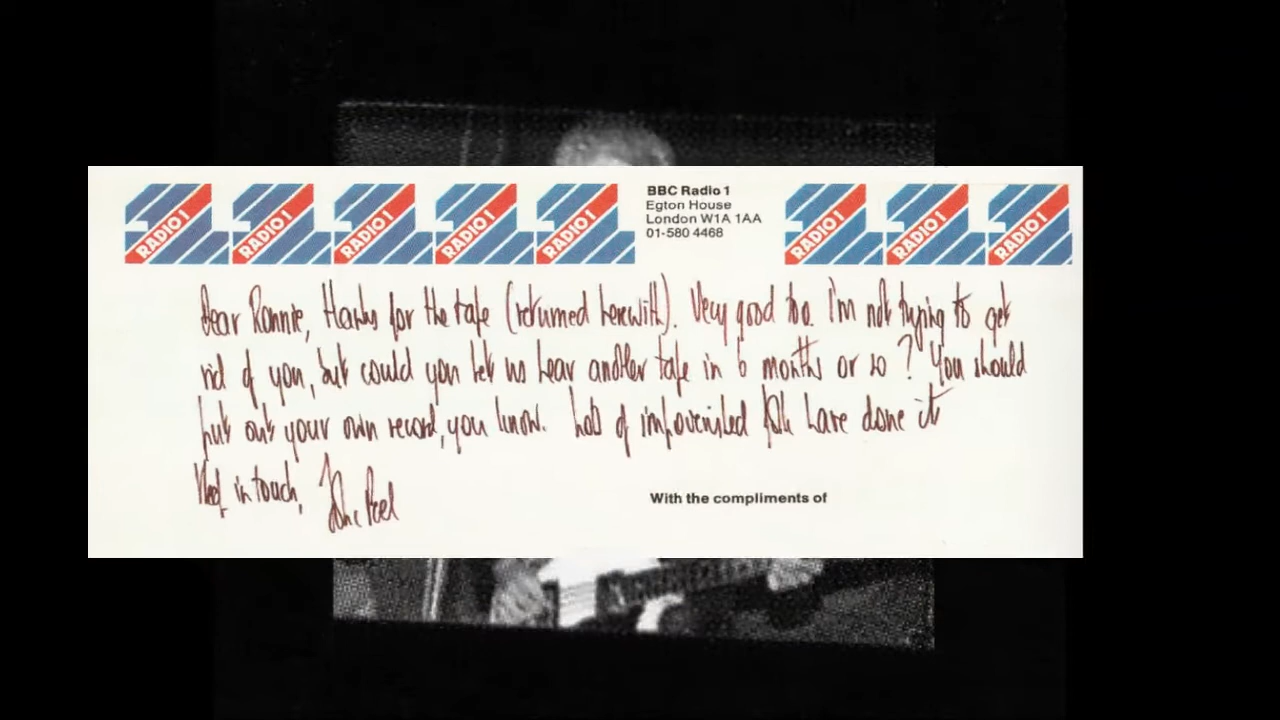 RADIO 1 RADIO 1 RADIO 1 RADIO 1 RADIO 1 RADIO 1 RADIO 1 RADIO 1
BBC Radio 1
Egton House
London W1A 1AA
01-580 4468
Dear Ronnie, Thanks for the tape (returned herewith). Very good too. I'm not trying to get
rid of you, but could you let us hear another tape in 6 months or so? You should
put out your own record, you know. Lots of impoverished folk have done it
Keep in touch, John Peel
With the compliments of